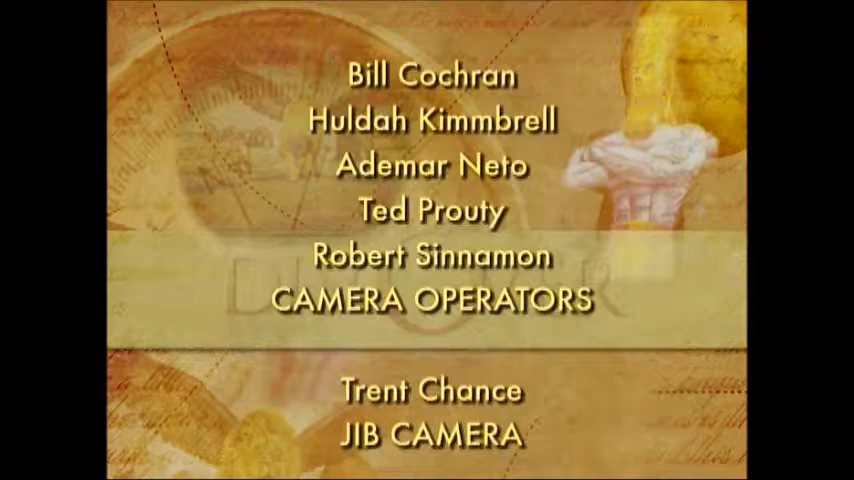 Bill Cochran
Huldah Kimmbrell
Ademar Neto
Ted Prouty
Robert Sinnamon
CAMERA OPERATORS
Trent Chance
JIB CAMERA